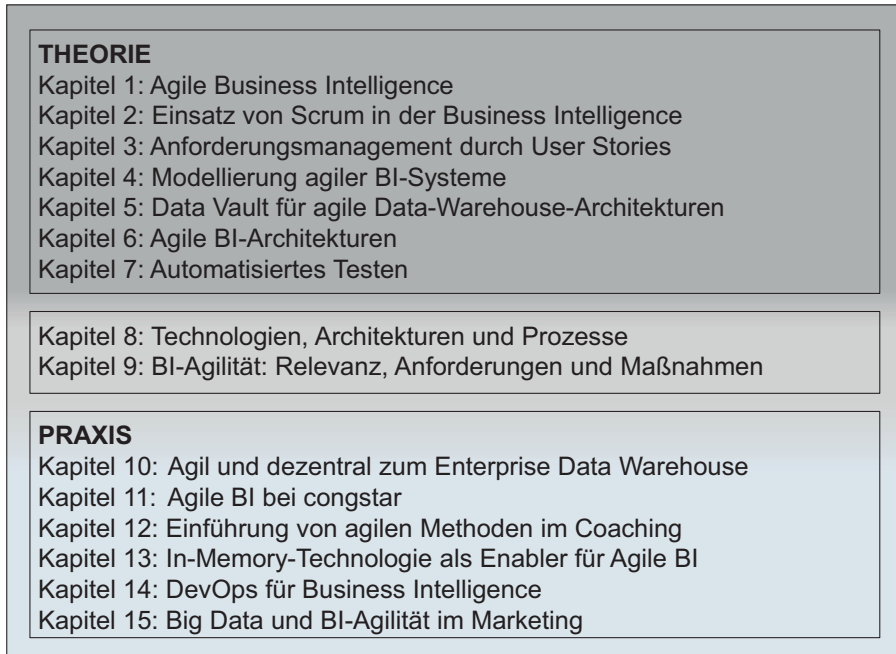 THEORIE
Kapitel 1: Agile Business Intelligence
Kapitel 2: Einsatz von Scrum in der Business Intelligence
Kapitel 3: Anforderungsmanagement durch User Stories
Kapitel 4: Modellierung agiler BI-Systeme
Kapitel 5: Data Vault für agile Data-Warehouse-Architekturen
Kapitel 6: Agile BI-Architekturen
Kapitel 7: Automatisiertes Testen
Kapitel 8: Technologien, Architekturen und Prozesse
Kapitel 9: BI-Agilität: Relevanz, Anforderungen und Maßnahmen
PRAXIS
Kapitel 10: Agil und dezentral zum Enterprise Data Warehouse
Kapitel 11: Agile BI bei congstar
Kapitel 12: Einführung von agilen Methoden im Coaching
Kapitel 13: In-Memory-Technologie als Enabler für Agile BI
Kapitel 14: DevOps für Business Intelligence
Kapitel 15: Big Data und BI-Agilität im Marketing